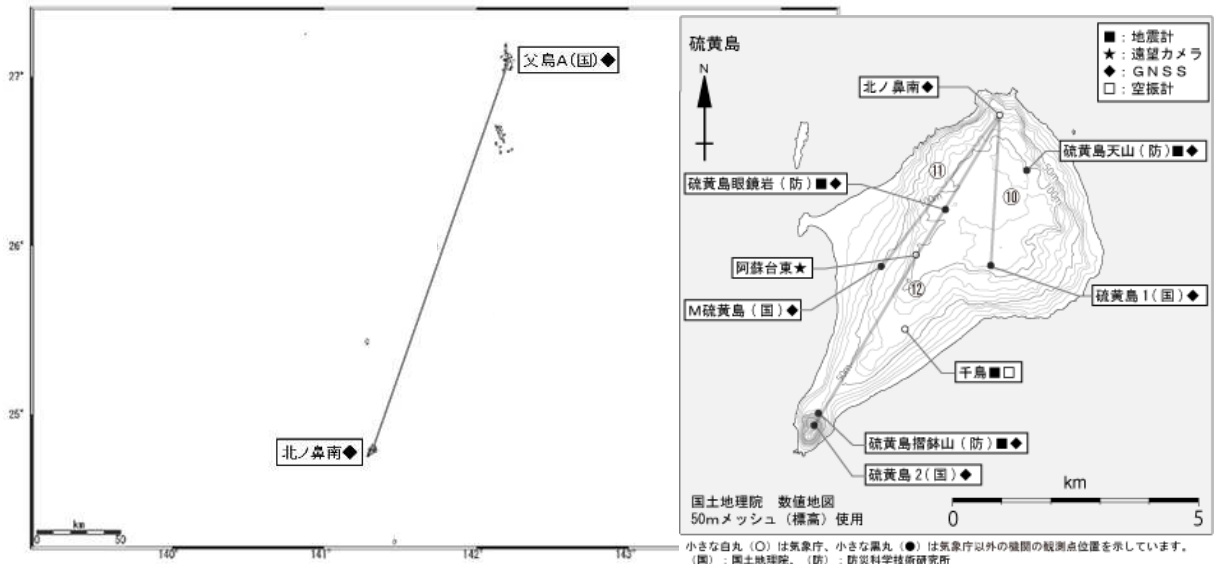 27°
26°
25°
父島A(国)◆
北ノ鼻南◆
km
0 50
140° 141° 142° 143°
硫黄島
N
■：地震計
★：遠望カメラ
◆：ＧＮＳＳ
□：空振計
北ノ鼻南◆
硫黄島天山(防)■◆
硫黄島眼鏡岩(防)■◆
⑪
⑩
50m
100m
100m
阿蘇台東★
⑫
M硫黄島(国)◆
硫黄島1(国)◆
50m
千鳥■□
硫黄島摺鉢山(防)■◆
硫黄島2(国)◆
国土地理院　数値地図
50mメッシュ（標高）使用
km
0 5
小さな白丸（○）は気象庁、小さな黒丸（●）は気象庁以外の機関の観測点位置を示しています。
（国）：国土地理院、（防）：防災科学技術研究所